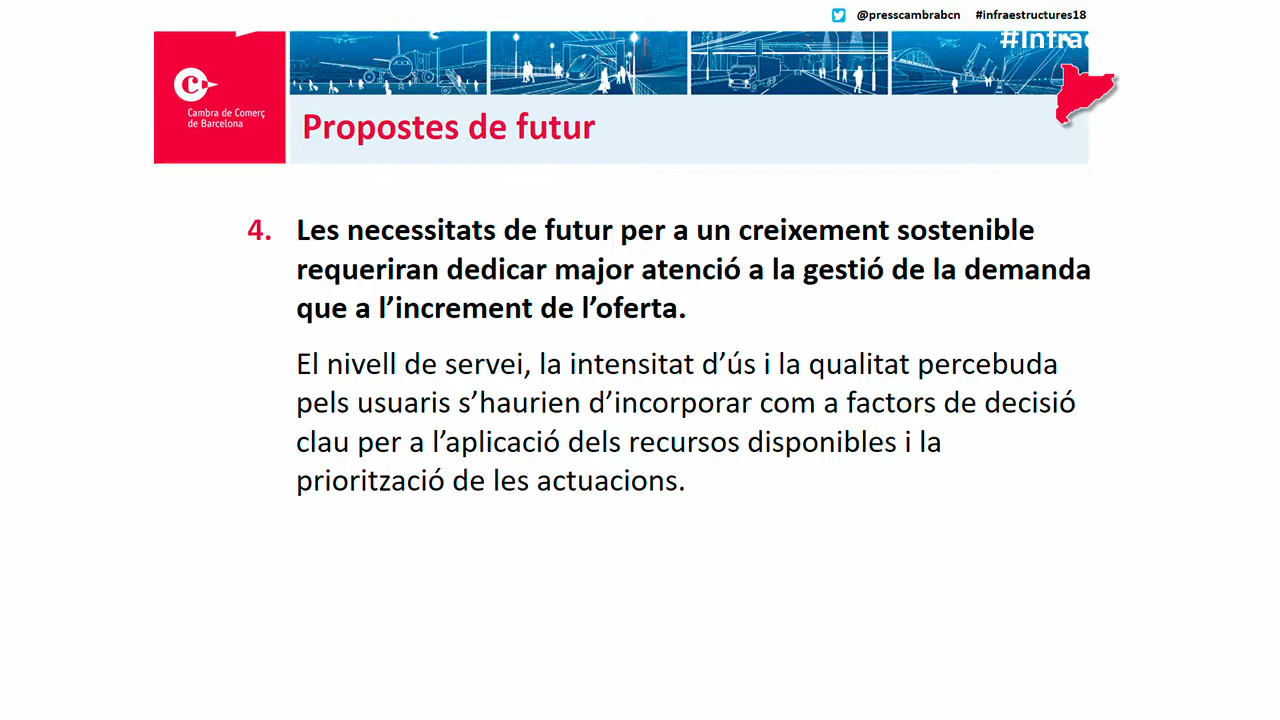 @presscambrabcn #infraestructures18
#Infrae
Cambra de Comerç
de Barcelona
Propostes de futur
4. Les necessitats de futur per a un creixement sostenible
requeriran dedicar major atenció a la gestió de la demanda
que a l’increment de l’oferta.
El nivell de servei, la intensitat d’ús i la qualitat percebuda
pels usuaris s’haurien d’incorporar com a factors de decisió
clau per a l’aplicació dels recursos disponibles i la
priorització de les actuacions.